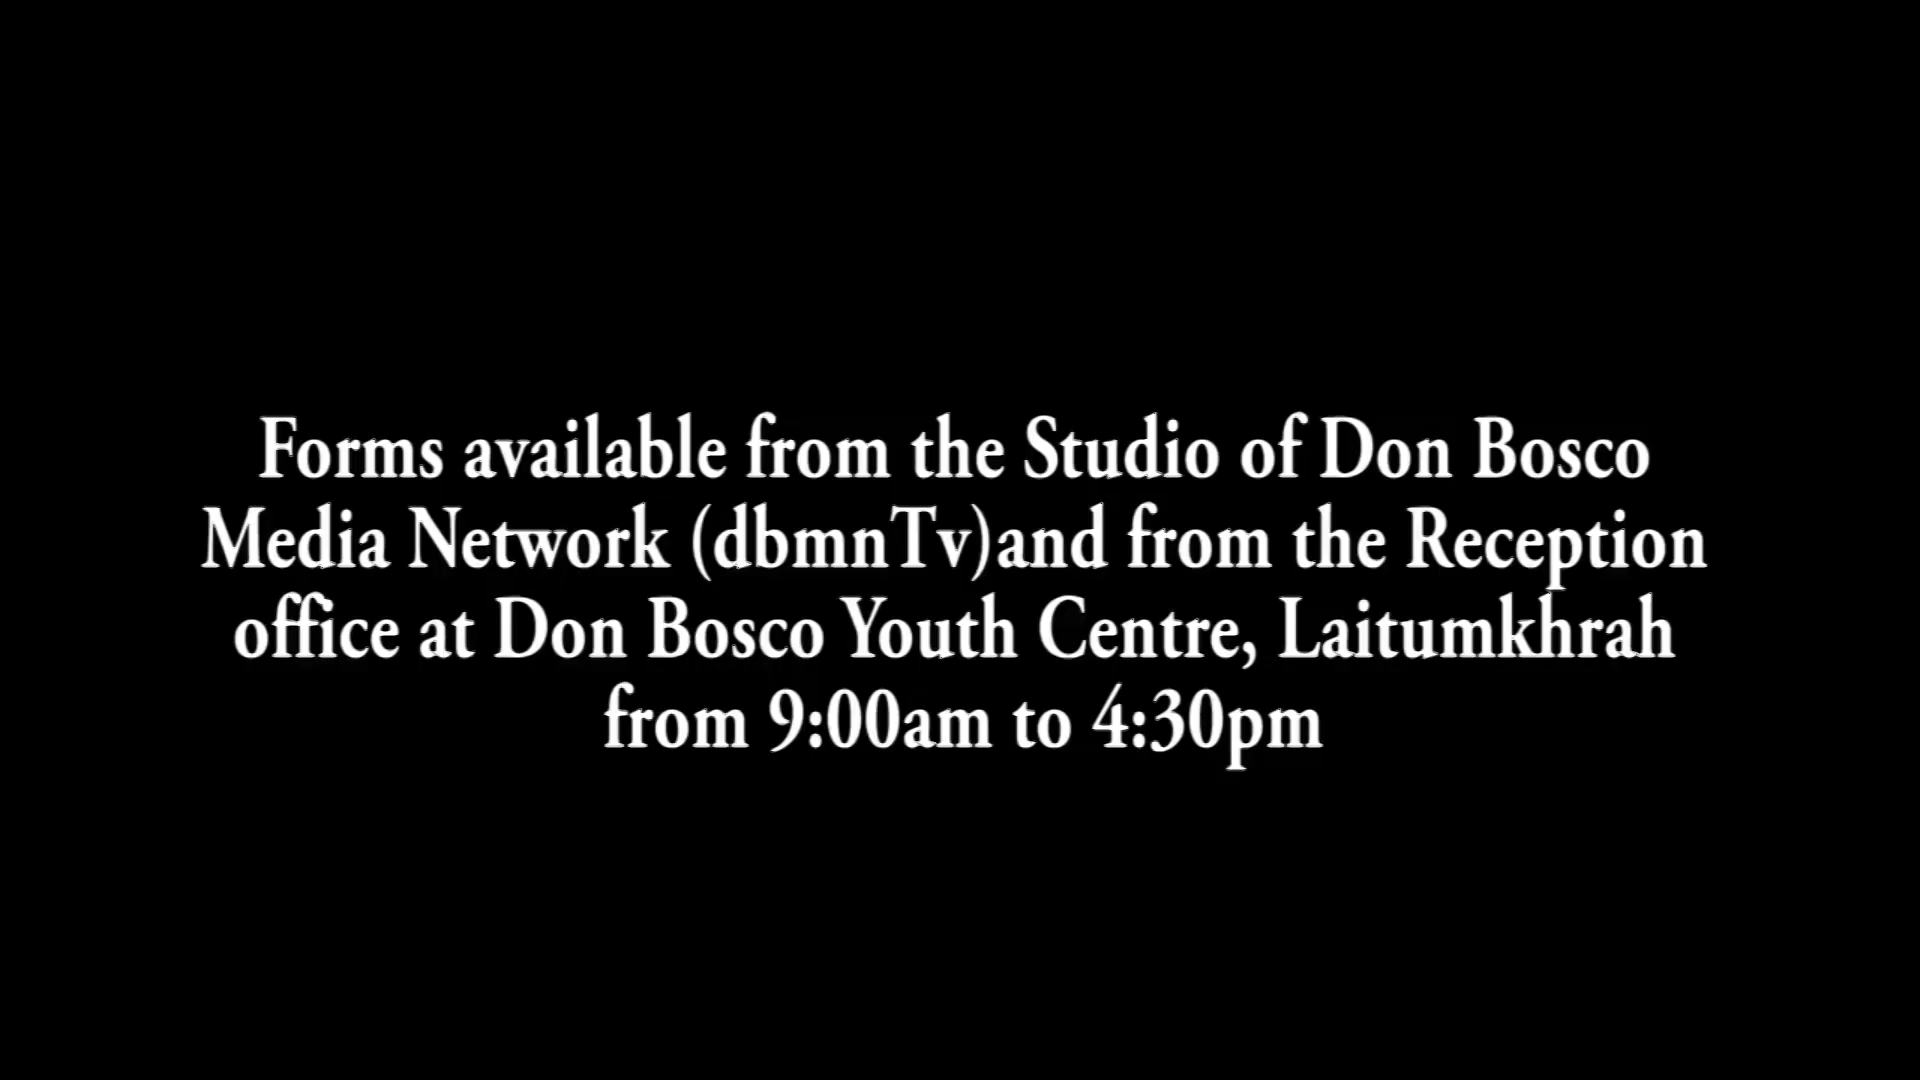 Forms available from the Studio of Don Bosco
Media Network (dbmnTv)and from the Reception
office at Don Bosco Youth Centre, Laitumkhrah
from 9:00am to 4:30pm